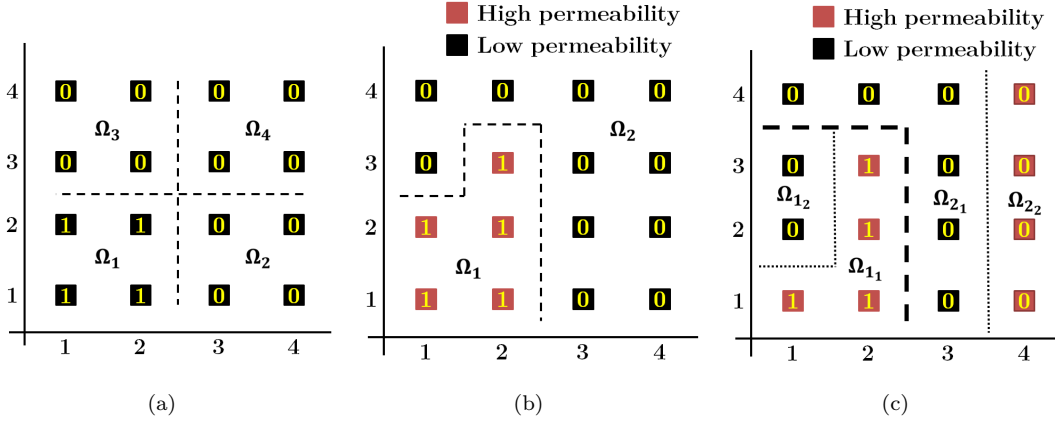 4 0 0 0 0
Ω3 Ω4
3 0 0 0 0
2 1 1 0 0
Ω1 Ω2
1 1 1 0 0
1 2 3 4
(a)
High permeability
Low permeability
4 0 0 0 0
Ω2
3 0 1 0 0
2 1 1 0 0
Ω1
1 1 1 0 0
1 2 3 4
(b)
High permeability
Low permeability
4 0 0 0 0
3 0 1 0 0
Ω1₂ Ω2₁ Ω2₂
2 0 1 0 0
Ω1₁
1 1 1 0 0
1 2 3 4
(c)